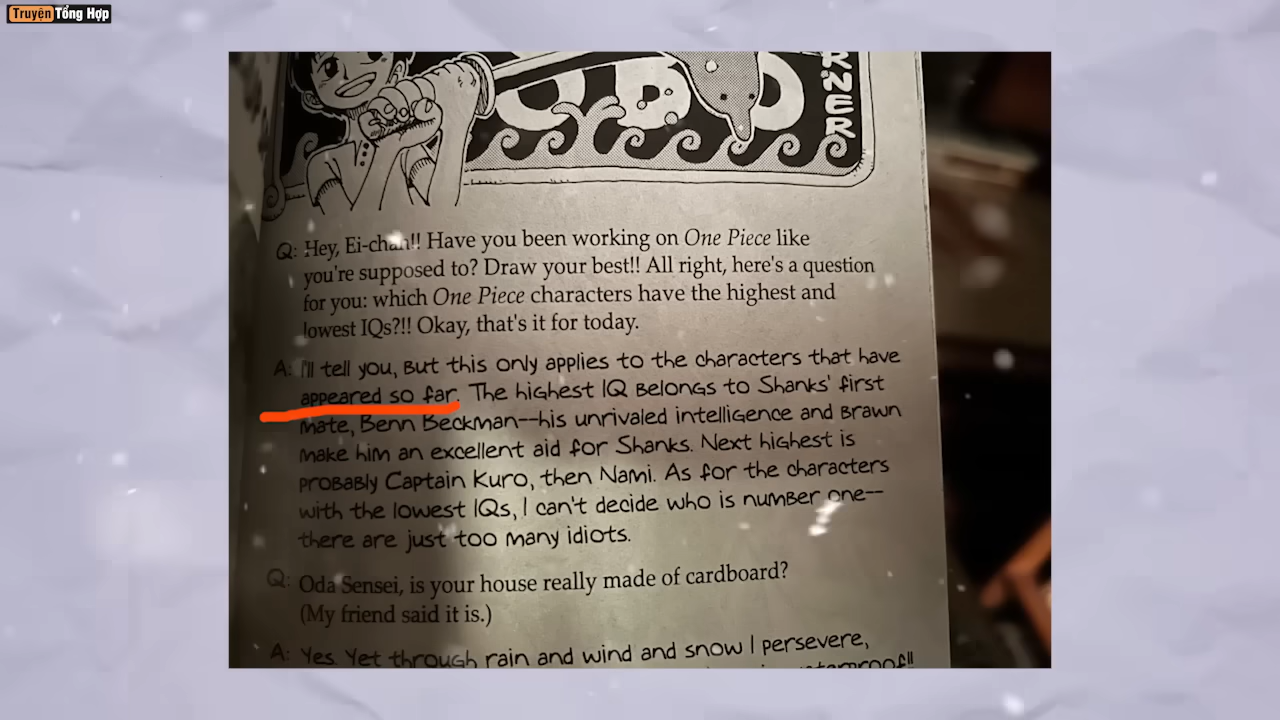 Truyện Tổng Hợp
SBD
RNER
Q: Hey, Ei-chan!! Have you been working on One Piece like
you're supposed to? Draw your best!! All right, here's a question
for you: which One Piece characters have the highest and
lowest IQs?!! Okay, that's it for today.
A: I'll tell you, but this only applies to the characters that have
appeared so far. The highest IQ belongs to Shanks' first
mate, Benn Beckman--his unrivaled intelligence and brawn
make him an excellent aid for Shanks. Next highest is
probably Captain Kuro, then Nami. As for the characters
with the lowest IQs, I can't decide who is number one--
there are just too many idiots.
Q: Oda Sensei, is your house really made of cardboard?
(My friend said it is.)
A: Yes. Yet through rain and wind and snow I persevere,